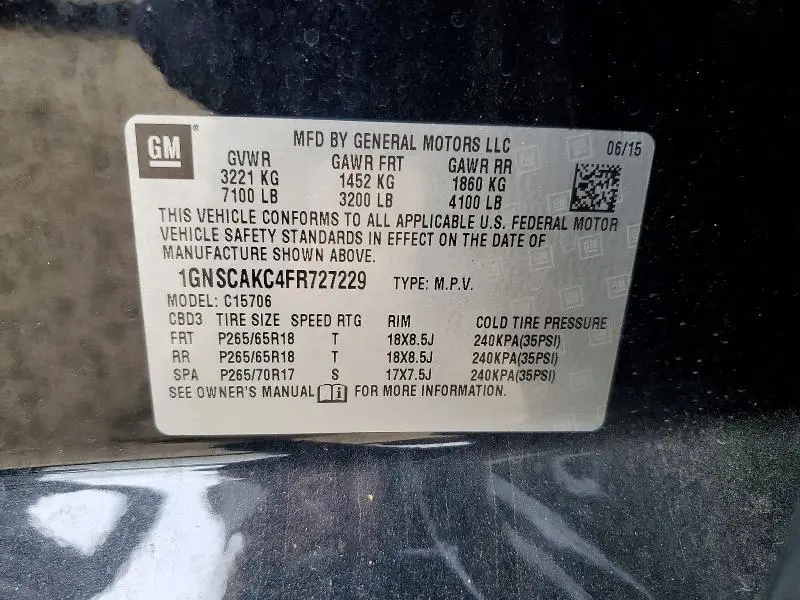 GM
MFD BY GENERAL MOTORS LLC 06/15
GVWR GAWR FRT GAWR RR
3221 KG 1452 KG 1860 KG
7100 LB 3200 LB 4100 LB
THIS VEHICLE CONFORMS TO ALL APPLICABLE U.S. FEDERAL MOTOR
VEHICLE SAFETY STANDARDS IN EFFECT ON THE DATE OF
MANUFACTURE SHOWN ABOVE.
1GNSCAKC4FR727229 TYPE: M.P.V.
MODEL: C15706
CBD3 TIRE SIZE SPEED RTG RIM COLD TIRE PRESSURE
FRT P265/65R18 T 18X8.5J 240KPA(35PSI)
RR P265/65R18 T 18X8.5J 240KPA(35PSI)
SPA P265/70R17 S 17X7.5J 240KPA(35PSI)
SEE OWNER'S MANUAL i FOR MORE INFORMATION.